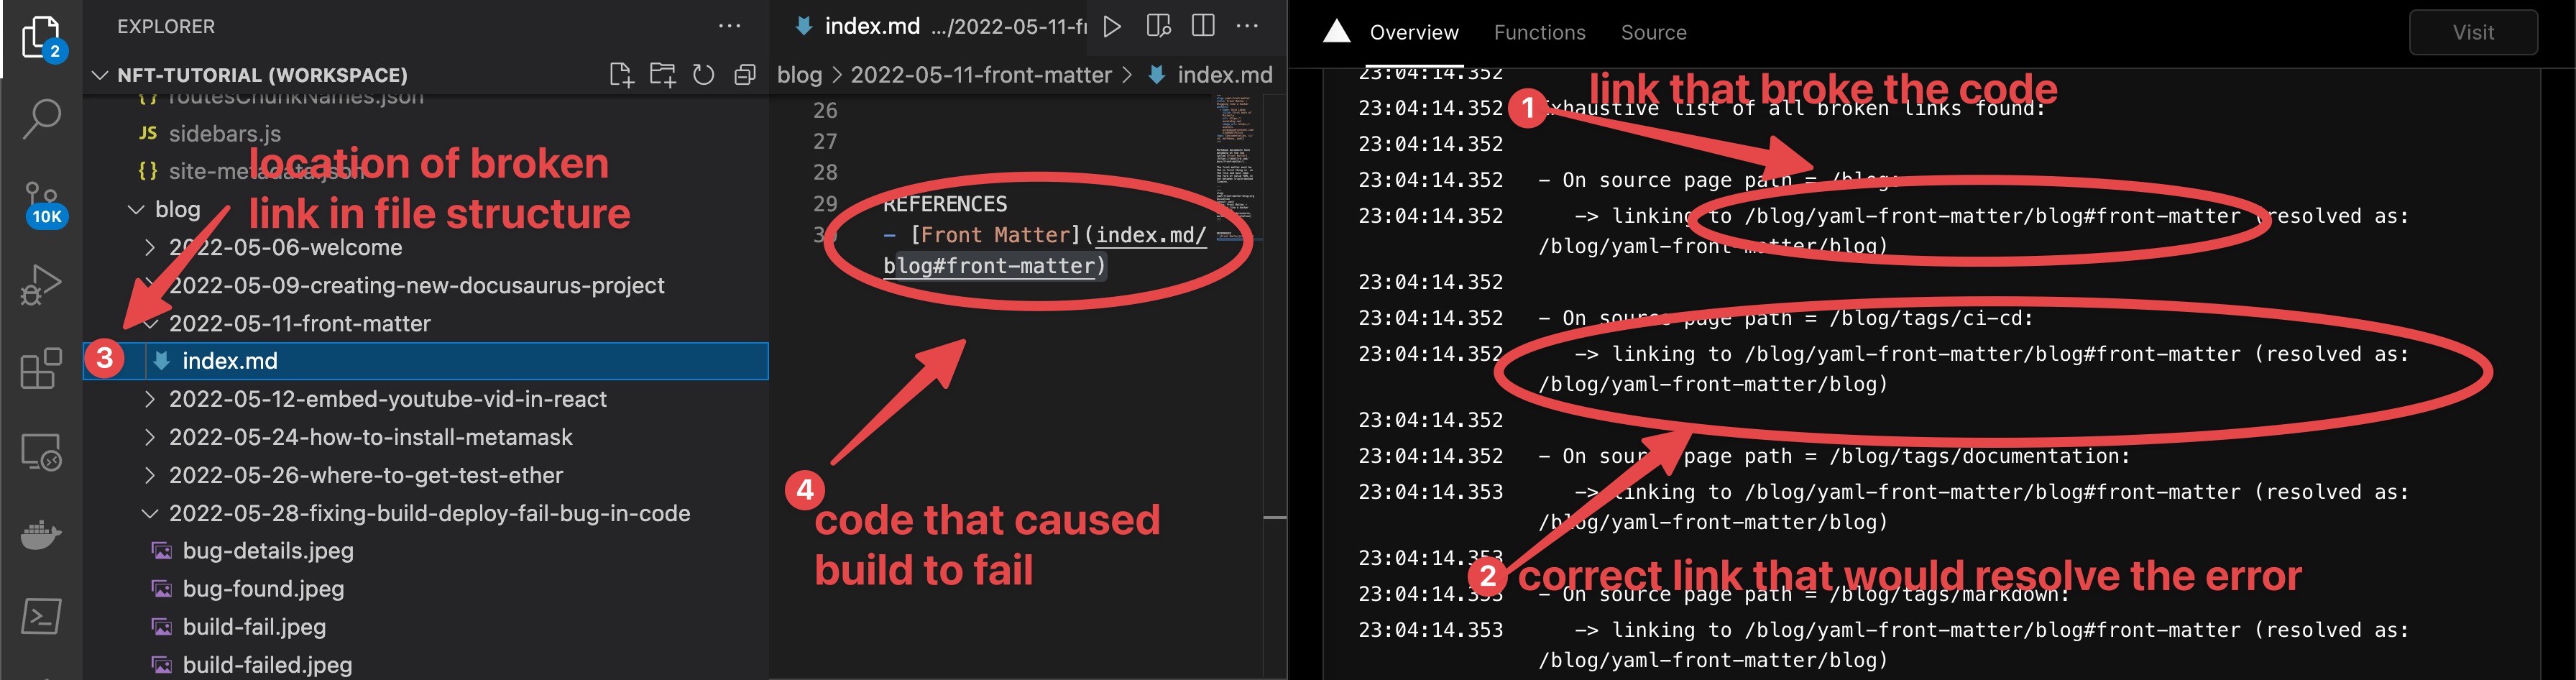 EXPLORER
2
NFT-TUTORIAL (WORKSPACE)
routesChunkNames.json
JS sidebars.js
{} site-metadata.json
location of broken
link in file structure
10K
blog
2022-05-06-welcome
2022-05-09-creating-new-docusaurus-project
2022-05-11-front-matter
3
index.md
2022-05-12-embed-youtube-vid-in-react
2022-05-24-how-to-install-metamask
2022-05-26-where-to-get-test-ether
2022-05-28-fixing-build-deploy-fail-bug-in-code
bug-details.jpeg
bug-found.jpeg
build-fail.jpeg
build-failed.jpeg
index.md .../2022-05-11-fr
blog > 2022-05-11-front-matter > index.md
26
27
28
29 REFERENCES
30 - [Front Matter](index.md/
blog#front-matter)
4
code that caused
build to fail
Overview Functions Source Visit
23:04:14.352
link that broke the code
1
23:04:14.352 Exhaustive list of all broken links found:
23:04:14.352
23:04:14.352 - On source page path = /blog:
23:04:14.352 -> linking to /blog/yaml-front-matter/blog#front-matter (resolved as:
/blog/yaml-front-matter/blog)
23:04:14.352
23:04:14.352 - On source page path = /blog/tags/ci-cd:
23:04:14.352 -> linking to /blog/yaml-front-matter/blog#front-matter (resolved as:
/blog/yaml-front-matter/blog)
23:04:14.352
23:04:14.352 - On source page path = /blog/tags/documentation:
23:04:14.353 -> linking to /blog/yaml-front-matter/blog#front-matter (resolved as:
/blog/yaml-front-matter/blog)
23:04:14.353
2 correct link that would resolve the error
23:04:14.353 - On source page path = /blog/tags/markdown:
23:04:14.353 -> linking to /blog/yaml-front-matter/blog#front-matter (resolved as:
/blog/yaml-front-matter/blog)